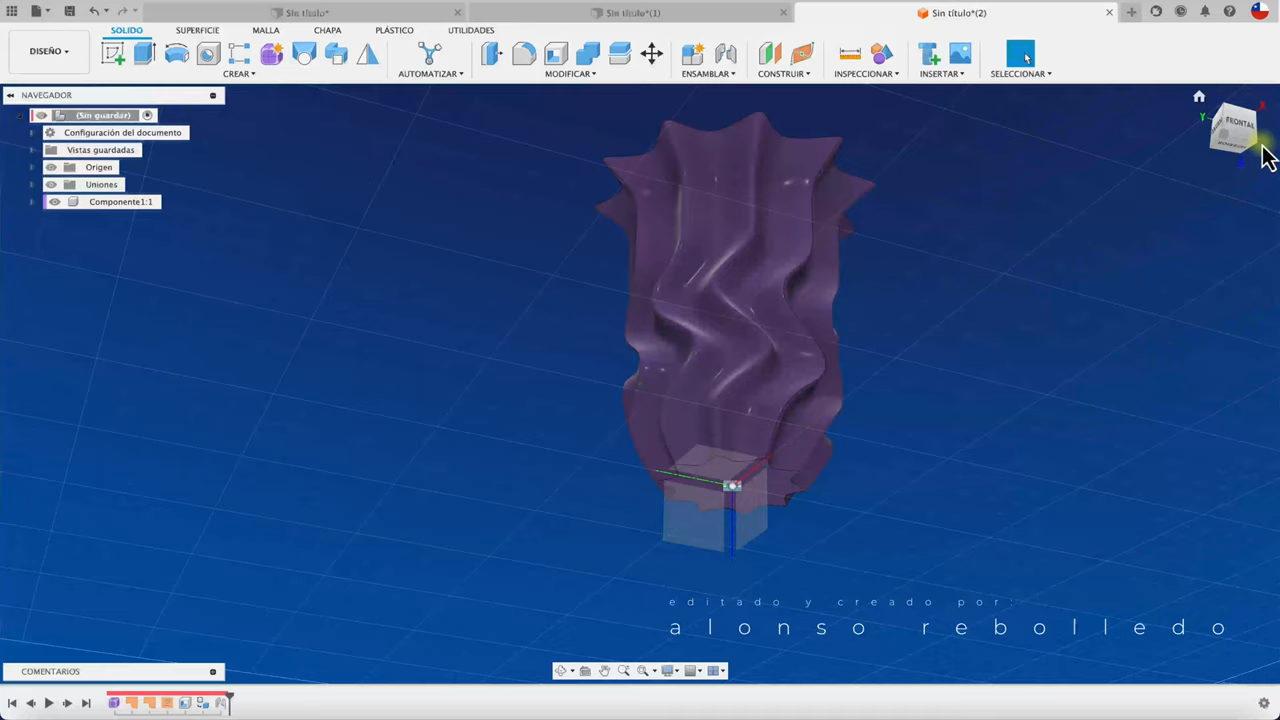 Sin título*
Sin título*(1)
Sin título*(2)
DISEÑO
SOLIDO
SUPERFICIE
MALLA
CHAPA
PLÁSTICO
UTILIDADES
CREAR
AUTOMATIZAR
MODIFICAR
ENSAMBLAR
CONSTRUIR
INSPECCIONAR
INSERTAR
SELECCIONAR
NAVEGADOR
(Sin guardar)
Configuración del documento
Vistas guardadas
Origen
Uniones
Componente1:1
X
Y
FRONTAL
editado y creado por:
alonso rebolledo
COMENTARIOS